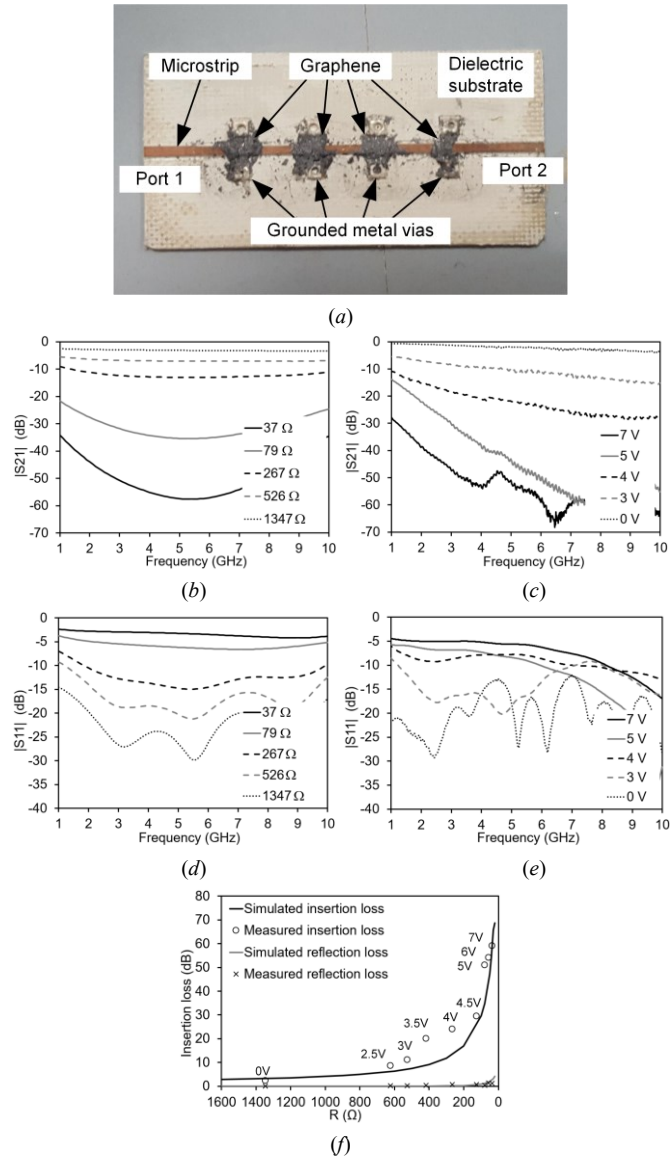 Microstrip Graphene Dielectric
substrate
Port 1 Port 2
Grounded metal vias
(a)
0
-10
-20
-30
-40
-50
-60
-70
|S21| (dB)
37 Ω
79 Ω
267 Ω
526 Ω
1347 Ω
1 2 3 4 5 6 7 8 9 10
Frequency (GHz)
(b)
0
-10
-20
-30
-40
-50
-60
-70
|S21| (dB)
7 V
5 V
4 V
3 V
0 V
1 2 3 4 5 6 7 8 9 10
Frequency (GHz)
(c)
0
-5
-10
-15
-20
-25
-30
-35
-40
|S11| (dB)
37 Ω
79 Ω
267 Ω
526Ω
1347 Ω
1 2 3 4 5 6 7 8 9 10
Frequency (GHz)
(d)
0
-5
-10
-15
-20
-25
-30
-35
-40
|S11| (dB)
7 V
5 V
4 V
3 V
0 V
1 2 3 4 5 6 7 8 9 10
Frequency (GHz)
(e)
80
70
60
50
40
30
20
10
0
Insertion loss (dB)
Simulated insertion loss
Measured insertion loss
Simulated reflection loss
Measured reflection loss
7V
6V
5V
4.5V
4V
3.5V
3V
2.5V
0V
1600 1400 1200 1000 800 600 400 200 0
R (Ω)
(f)